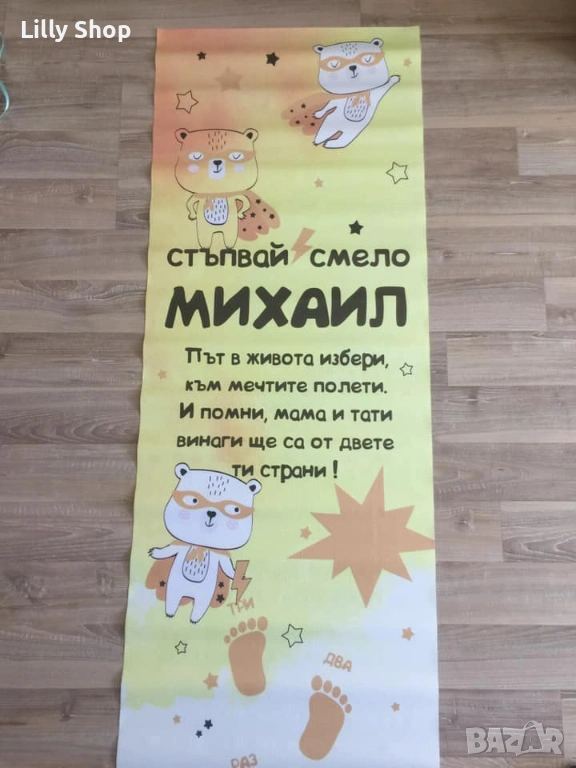 Lilly Shop
СТЪПВАЙ СМЕЛО
МИХАИЛ
Път в живота избери,
към мечтите полети.
И помни, мама и тати
винаги ще са от двете
ти страни!
ТРИ
ДВА
РАЗ
BAZAR